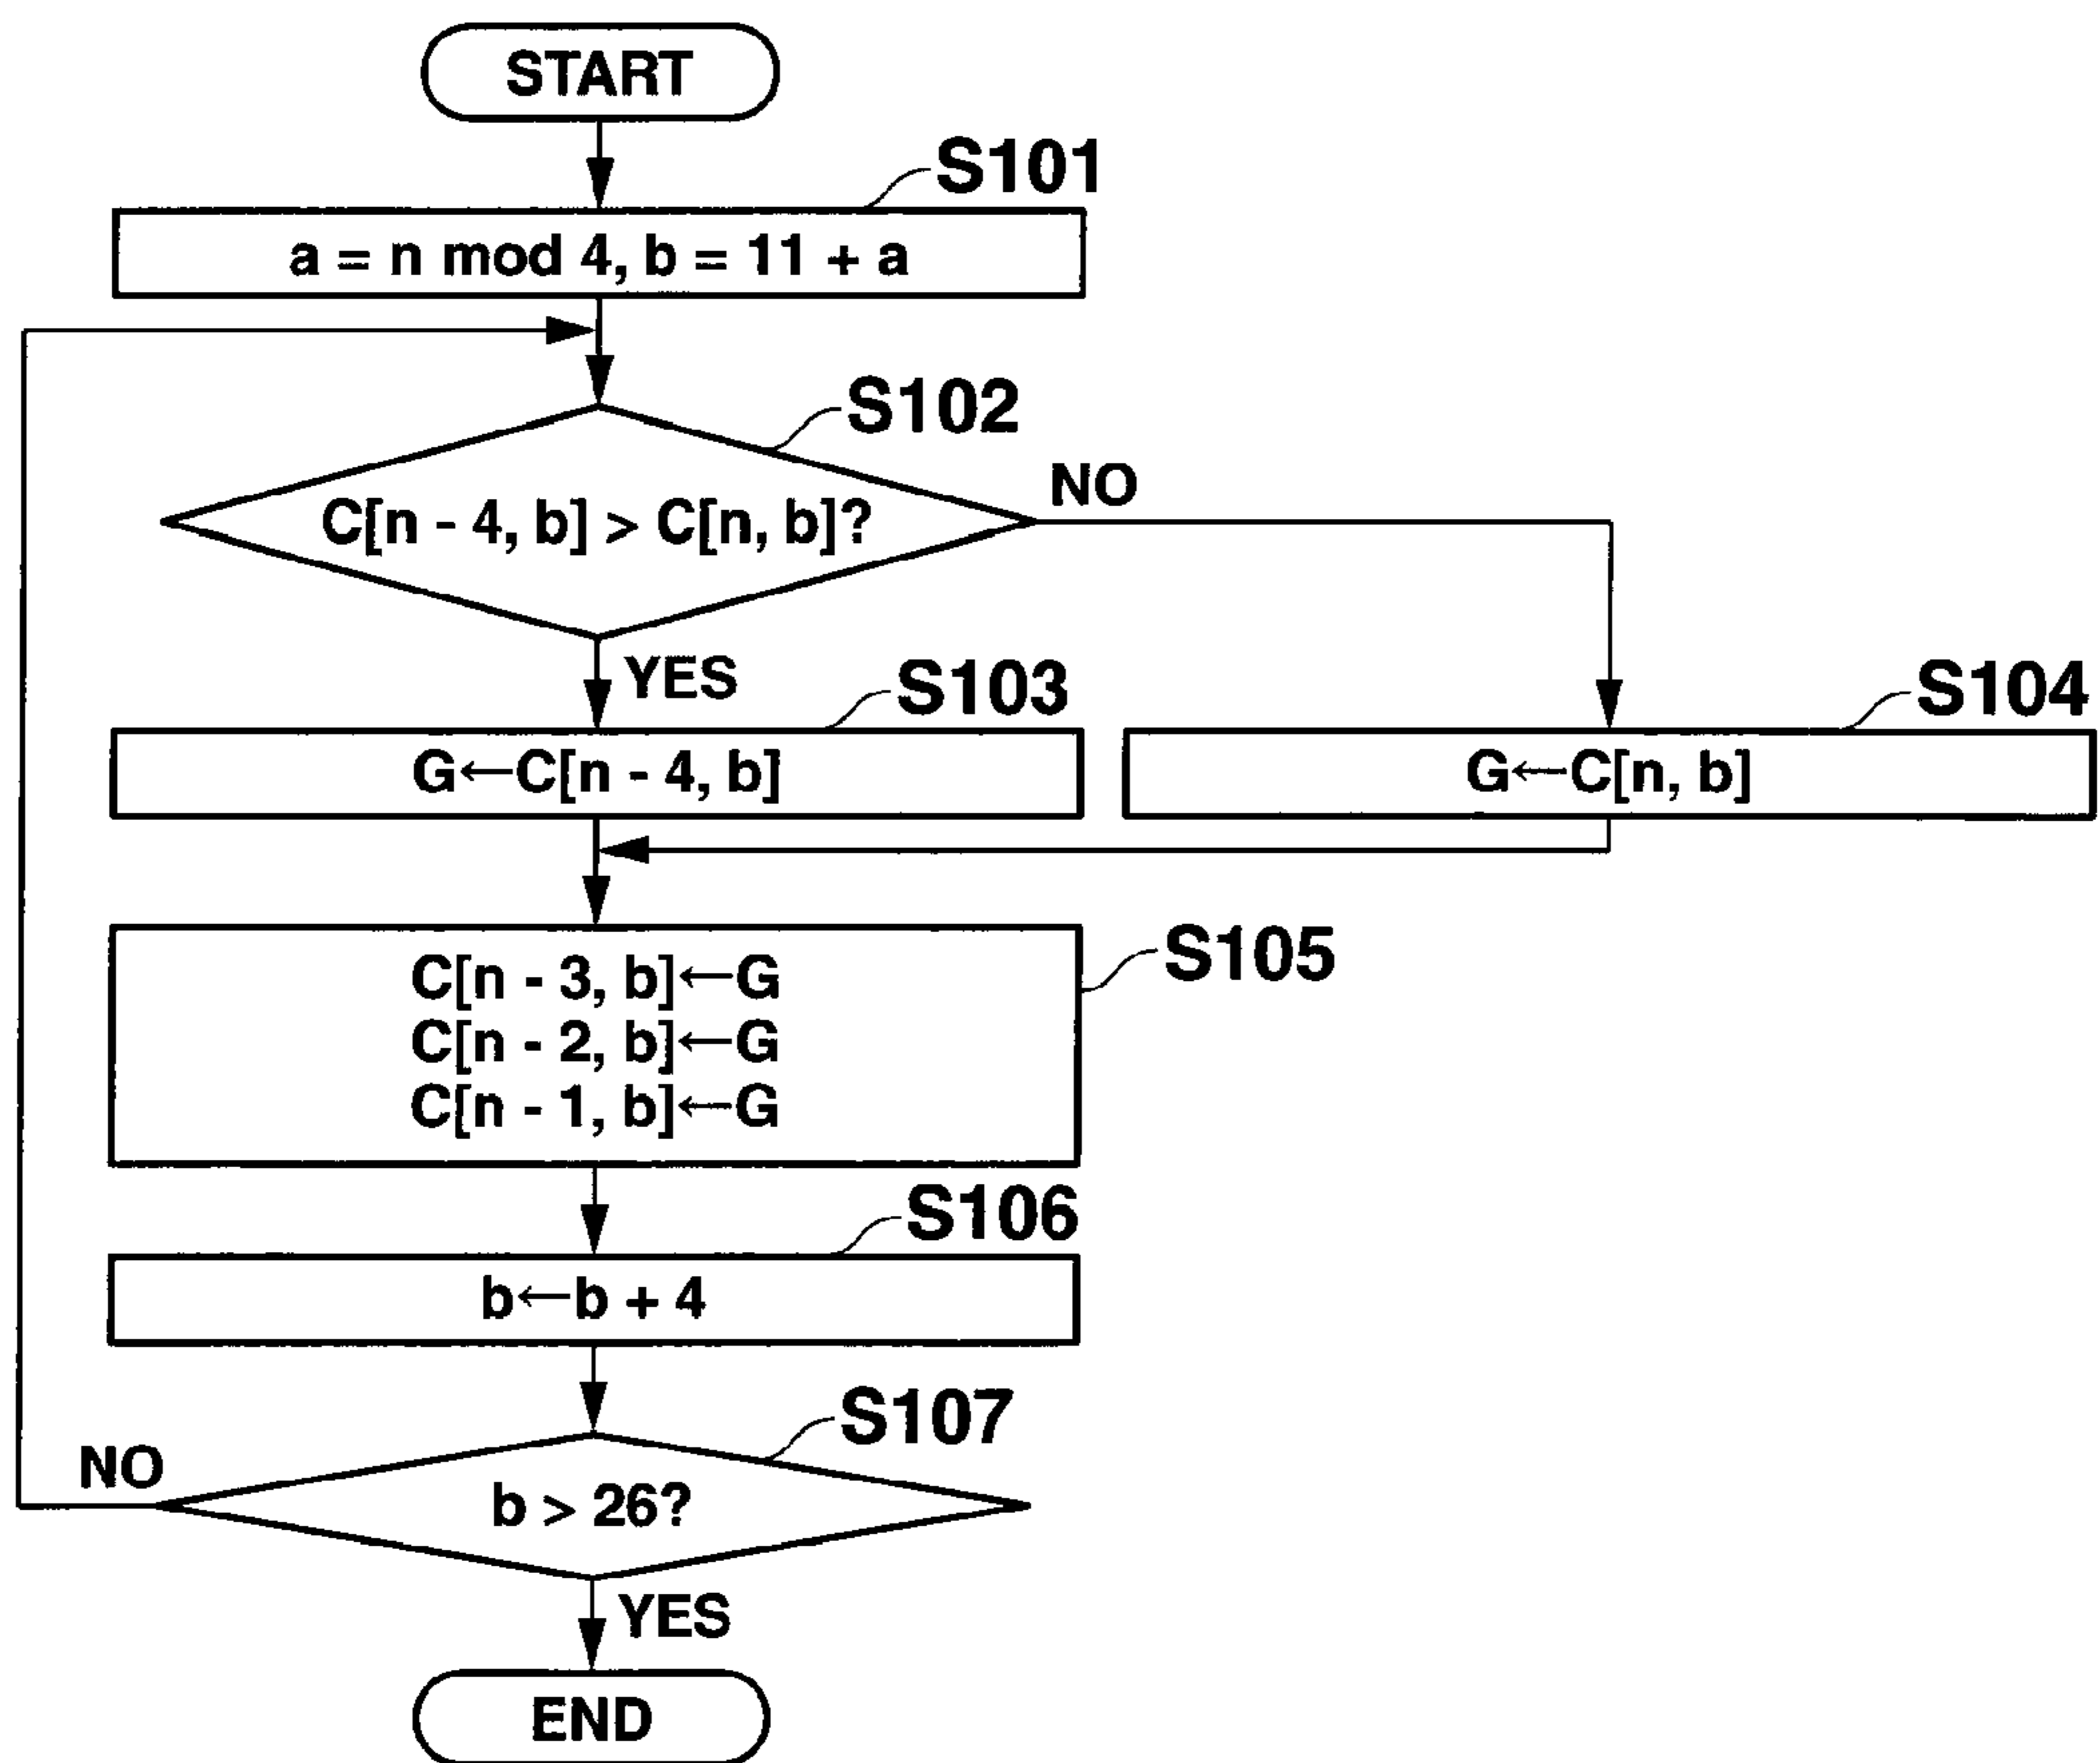 START
S101
a = n mod 4, b = 11 + a
S102
C[n - 4, b] > C[n, b]?
NO
YES
S103
G←C[n - 4, b]
S104
G←C[n, b]
S105
C[n - 3, b]←G
C[n - 2, b]←G
C[n - 1, b]←G
S106
b←b + 4
S107
b > 26?
NO
YES
END